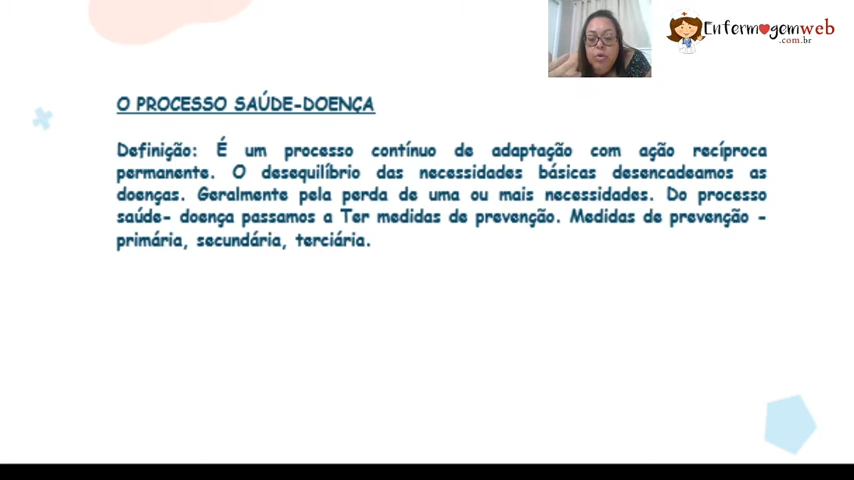 Enfermagemweb
.com.br
O PROCESSO SAÚDE-DOENÇA
Definição: É um processo contínuo de adaptação com ação recíproca
permanente. O desequilíbrio das necessidades básicas desencadeamos as
doenças. Geralmente pela perda de uma ou mais necessidades. Do processo
saúde- doença passamos a Ter medidas de prevenção. Medidas de prevenção -
primária, secundária, terciária.